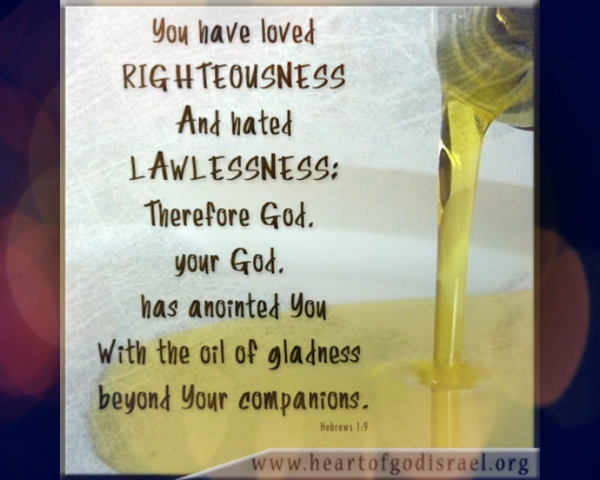 You have loved
RIGHTEOUSNESS
And hated
LAWLESSNESS:
Therefore God,
your God,
has anointed You
With the oil of gladness
beyond Your companions.
Hebrews 1:9
www.heartofgodisrael.org